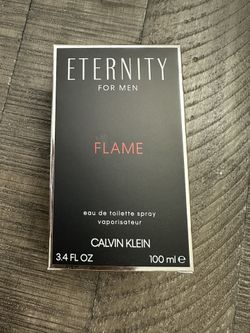 ETERNITY
FOR MEN
FLAME
eau de toilette spray
vaporisateur
CALVIN KLEIN
3.4 FL OZ 100 ml ℮